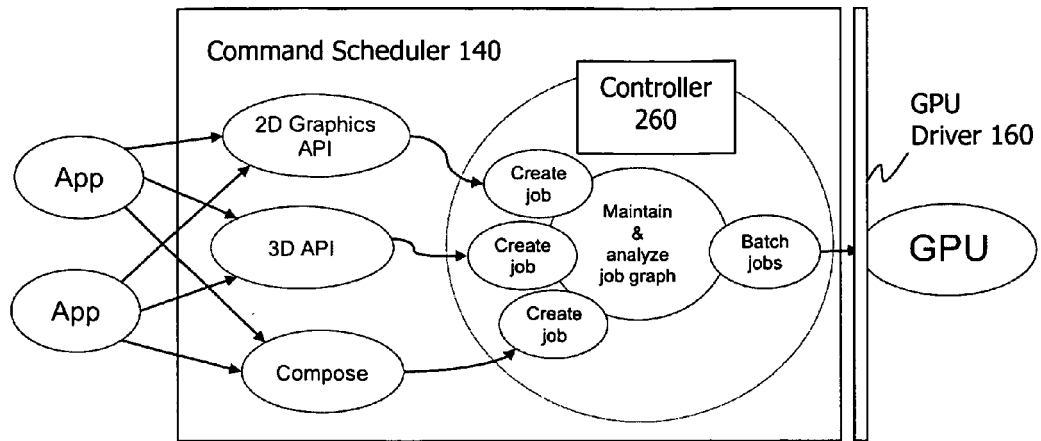 Command Scheduler 140
Controller
260
GPU
Driver 160
2D Graphics
API
App
Create
job
Maintain
&
analyze
job graph
3D API
Create
job
Batch
jobs
GPU
App
Create
job
Compose